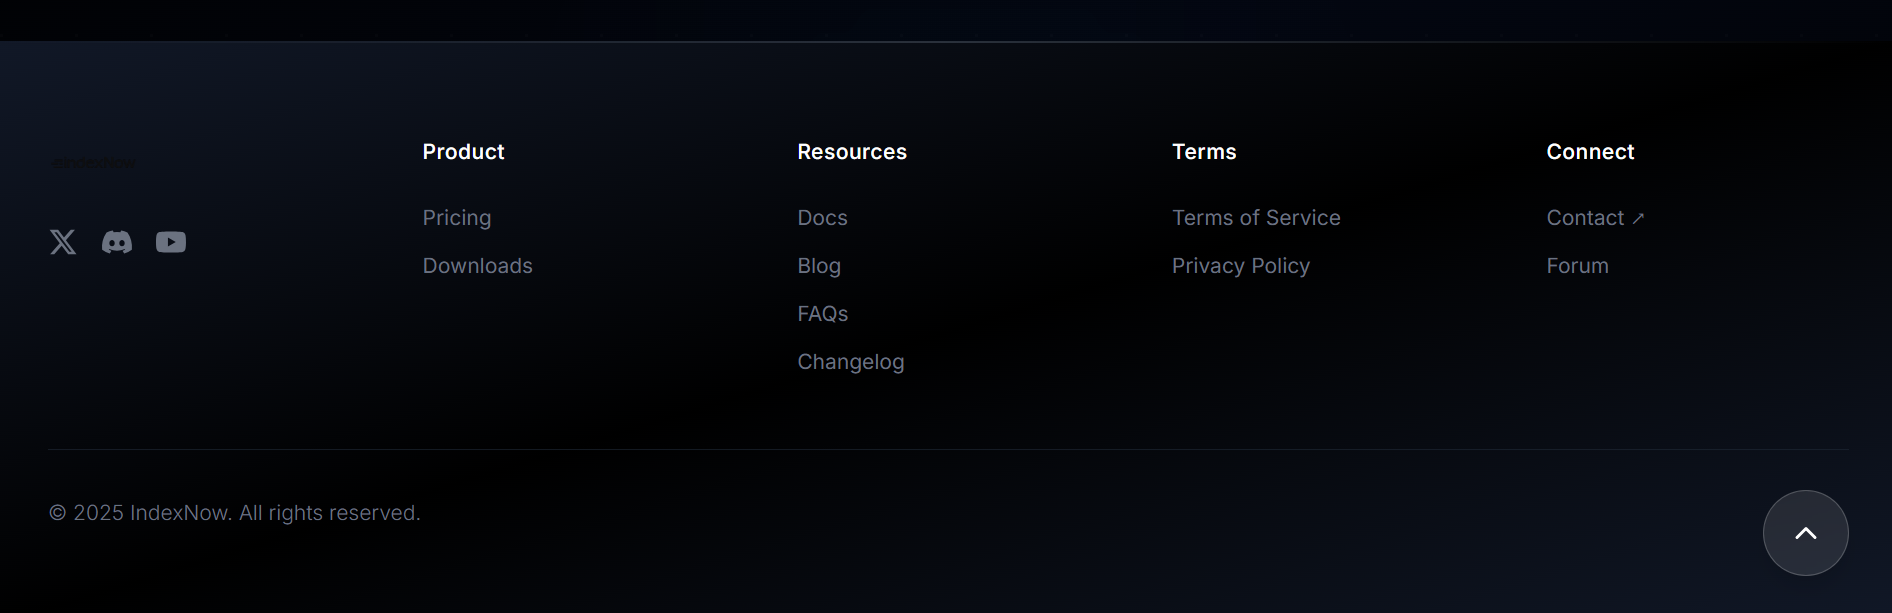 Product
Pricing
Downloads
Resources
Docs
Blog
FAQs
Changelog
Terms
Terms of Service
Privacy Policy
Connect
Contact ↗
Forum
© 2025 IndexNow. All rights reserved.